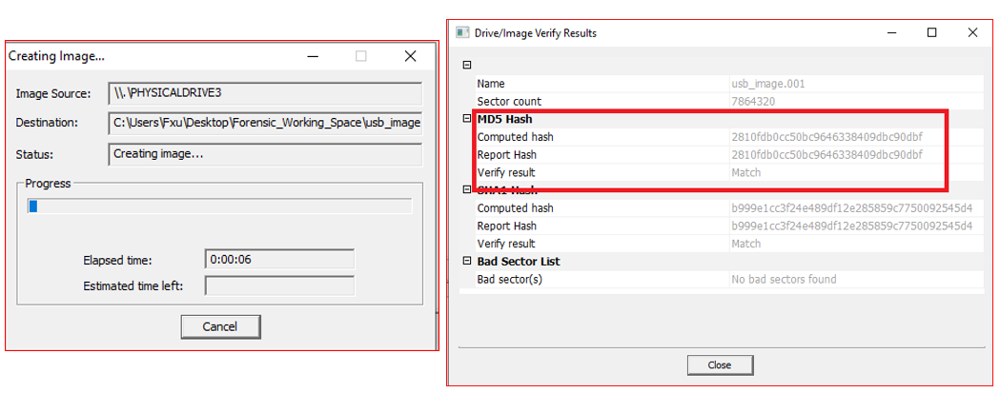 Creating Image...
Image Source: \\.\PHYSICALDRIVE3
Destination: C:\Users\Fxu\Desktop\Forensic_Working_Space\usb_image
Status: Creating image...
Progress
Elapsed time: 0:00:06
Estimated time left:
Cancel
Drive/Image Verify Results
Name usb_image.001
Sector count 7864320
MD5 Hash
Computed hash 2810fdb0cc50bc9646338409dbc90dbf
Report Hash 2810fdb0cc50bc9646338409dbc90dbf
Verify result Match
SHA1 Hash
Computed hash b999e1cc3f24e489df12e285859c7750092545d4
Report Hash b999e1cc3f24e489df12e285859c7750092545d4
Verify result Match
Bad Sector List
Bad sector(s) No bad sectors found
Close